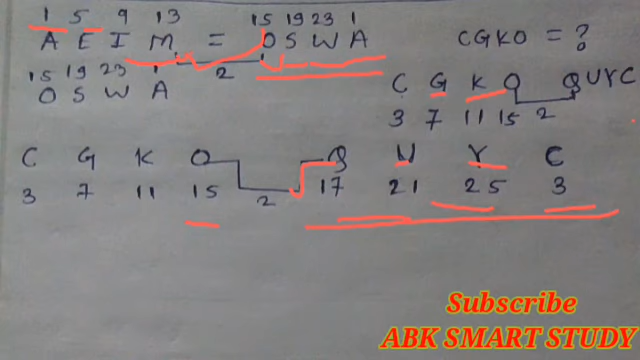 1 5 9 13 15 19 23 1
A E I M = O S W A CGKO = ?
15 19 23 1 2
O S W A
C G K O QUYC
3 7 11 15 2
C G K O Q U Y C
3 7 11 15 2 17 21 25 3
Subscribe
ABK SMART STUDY